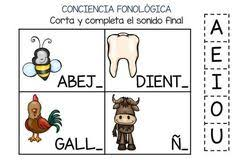 CONCIENCIA FONOLÓGICA
Corta y completa el sonido final
ABEJ_
DIENT_
GALL_
Ñ_
A
E
I
O
U